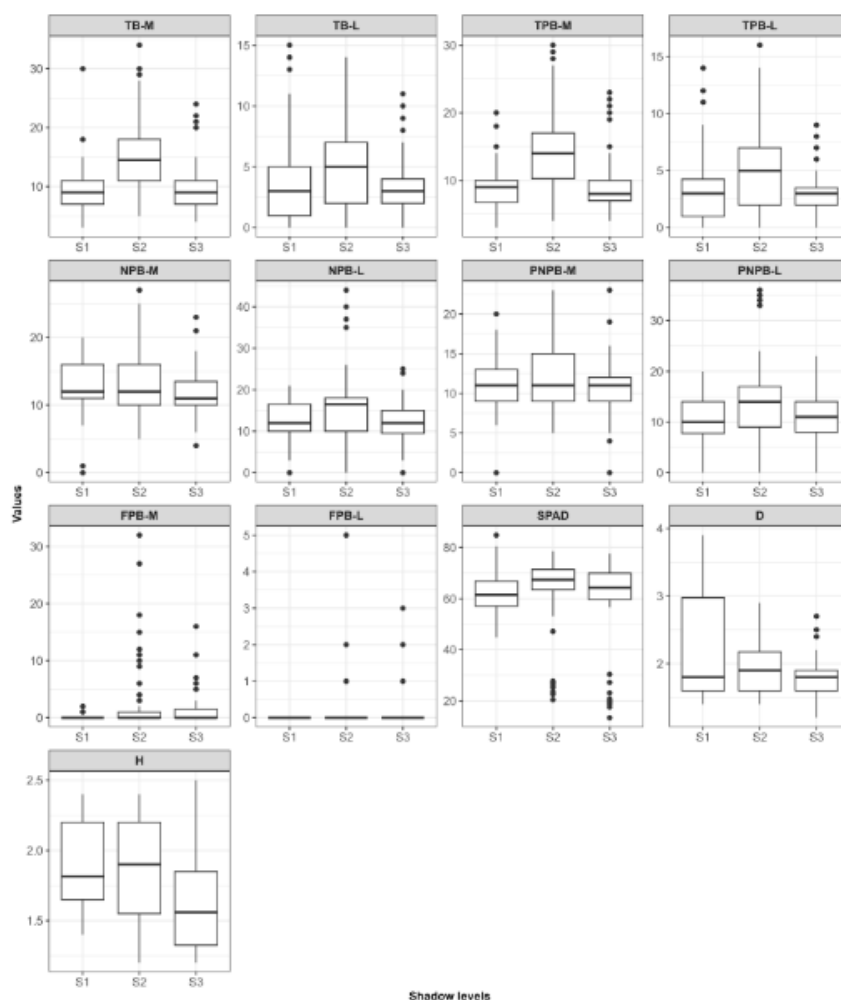 TB-M TB-L TPB-M TPB-L
30
20
10
S1 S2 S3
15
10
5
0
S1 S2 S3
30
20
10
S1 S2 S3
15
10
5
0
S1 S2 S3
NPB-M NPB-L PNPB-M PNPB-L
20
10
0
S1 S2 S3
40
30
20
10
0
S1 S2 S3
20
15
10
5
0
S1 S2 S3
30
20
10
0
S1 S2 S3
Values
FPB-M FPB-L SPAD D
30
20
10
0
S1 S2 S3
5
4
3
2
1
0
S1 S2 S3
80
60
40
20
S1 S2 S3
4
3
2
S1 S2 S3
H
2.5
2.0
1.5
S1 S2 S3
Shadow levels